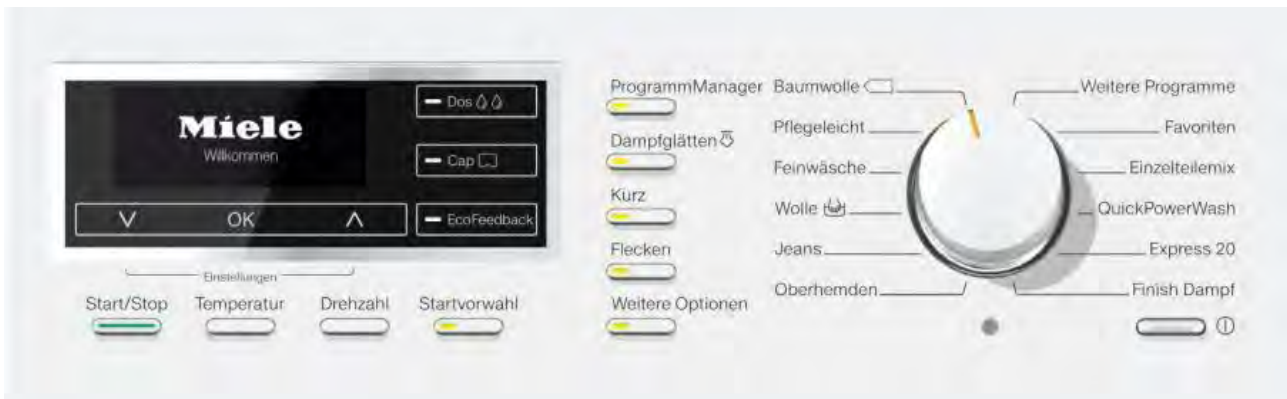 Miele
Willkommen
Dos
Cap
EcoFeedback
OK
Einstellungen
Start/Stop
Temperatur
Drehzahl
Startvorwahl
ProgrammManager
Dampfglätten
Kurz
Flecken
Weitere Optionen
Baumwolle
Pflegeleicht
Feinwäsche
Wolle
Jeans
Oberhemden
Weitere Programme
Favoriten
Einzelteilemix
QuickPowerWash
Express 20
Finish Dampf